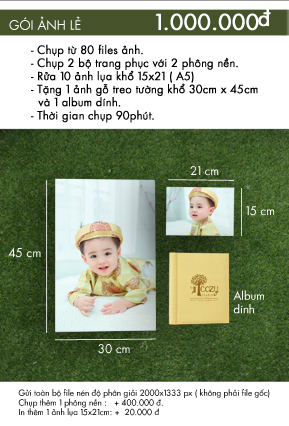 GÓI ẢNH LẺ 1.000.000đ
- Chụp từ 80 files ảnh.
- Chụp 2 bộ trang phục với 2 phông nền.
- Rửa 10 ảnh lụa khổ 15x21 ( A5)
- Tặng 1 ảnh gỗ treo tường khổ 30cm x 45cm
và 1 album dính.
- Thời gian chụp 90phút.
21 cm
15 cm
45 cm
Album
dính
30 cm
Gửi toàn bộ file nén độ phân giải 2000x1333 px ( không phải file gốc)
Chụp thêm 1 phông nền : + 400.000 đ.
In thêm 1 ảnh lụa 15x21cm: + 20.000 đ